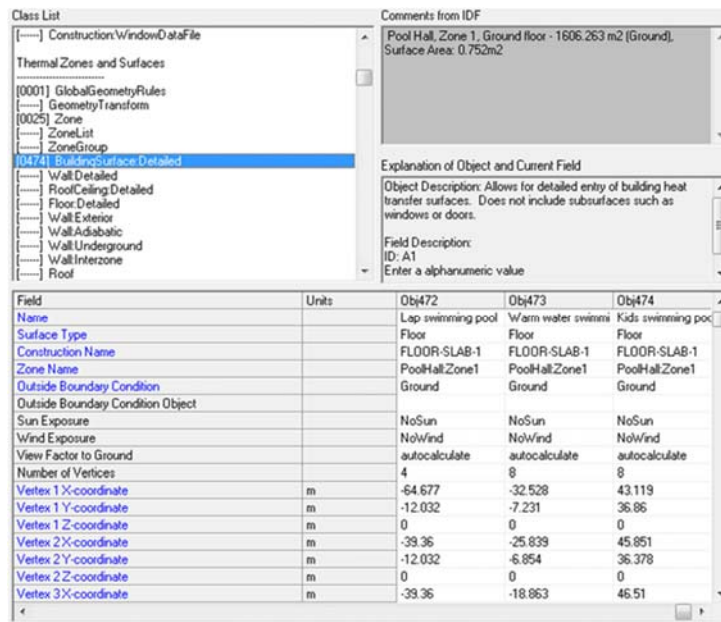 Class List
[------] Construction:WindowDataFile
Thermal Zones and Surfaces
-------------------------
[0001] GlobalGeometryRules
[------] GeometryTransform
[0025] Zone
[------] ZoneList
[------] ZoneGroup
[0474] BuildingSurface:Detailed
[------] Wall:Detailed
[------] RoofCeiling:Detailed
[------] Floor:Detailed
[------] Wall:Exterior
[------] Wall:Adiabatic
[------] Wall:Underground
[------] Wall:Interzone
[------] Roof
Comments from IDF
Pool Hall, Zone 1, Ground floor - 1606.263 m2 (Ground),
Surface Area: 0.752m2
Explanation of Object and Current Field
Object Description: Allows for detailed entry of building heat
transfer surfaces. Does not include subsurfaces such as
windows or doors.
Field Description:
ID: A1
Enter a alphanumeric value
Field Units Obj472 Obj473 Obj474
Name Lap swimming pool Warm water swimmi Kids swimming poc
Surface Type Floor Floor Floor
Construction Name FLOOR-SLAB-1 FLOOR-SLAB-1 FLOOR-SLAB-1
Zone Name PoolHall:Zone1 PoolHall:Zone1 PoolHall:Zone1
Outside Boundary Condition Ground Ground Ground
Outside Boundary Condition Object
Sun Exposure NoSun NoSun NoSun
Wind Exposure NoWind NoWind NoWind
View Factor to Ground autocalculate autocalculate autocalculate
Number of Vertices 4 8 8
Vertex 1 X-coordinate m -64.677 -32.528 43.119
Vertex 1 Y-coordinate m -12.032 -7.231 36.86
Vertex 1 Z-coordinate m 0 0 0
Vertex 2 X-coordinate m -39.36 -25.839 45.851
Vertex 2 Y-coordinate m -12.032 -6.854 36.378
Vertex 2 Z-coordinate m 0 0 0
Vertex 3 X-coordinate m -39.36 -18.863 46.51